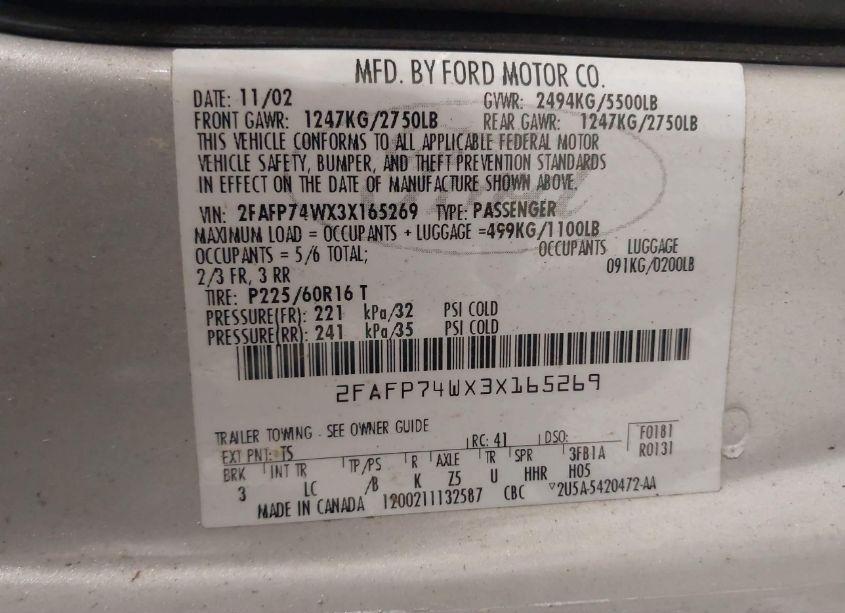 MFD. BY FORD MOTOR CO.
DATE: 11/02 GVWR: 2494KG/5500LB
FRONT GAWR: 1247KG/2750LB REAR GAWR: 1247KG/2750LB
THIS VEHICLE CONFORMS TO ALL APPLICABLE FEDERAL MOTOR
VEHICLE SAFETY, BUMPER, AND THEFT PREVENTION STANDARDS
IN EFFECT ON THE DATE OF MANUFACTURE SHOWN ABOVE.
VIN: 2FAFP74WX3X165269 TYPE: PASSENGER
MAXIMUM LOAD = OCCUPANTS + LUGGAGE =499KG/1100LB
OCCUPANTS = 5/6 TOTAL; OCCUPANTS LUGGAGE
2/3 FR, 3 RR 091KG/0200LB
TIRE: P225/60R16 T
PRESSURE(FR): 221 kPa/32 PSI COLD
PRESSURE(RR): 241 kPa/35 PSI COLD
2FAFP74WX3X165269
TRAILER TOWING - SEE OWNER GUIDE
EXT PNT: TS RC: 41 DSO: F0181
BRK INT TR TP/PS R AXLE TR SPR 3FB1A R0131
3 LC /B K Z5 U HHR H05
MADE IN CANADA 1200211132587 CBC ▽2U5A-5420472-AA